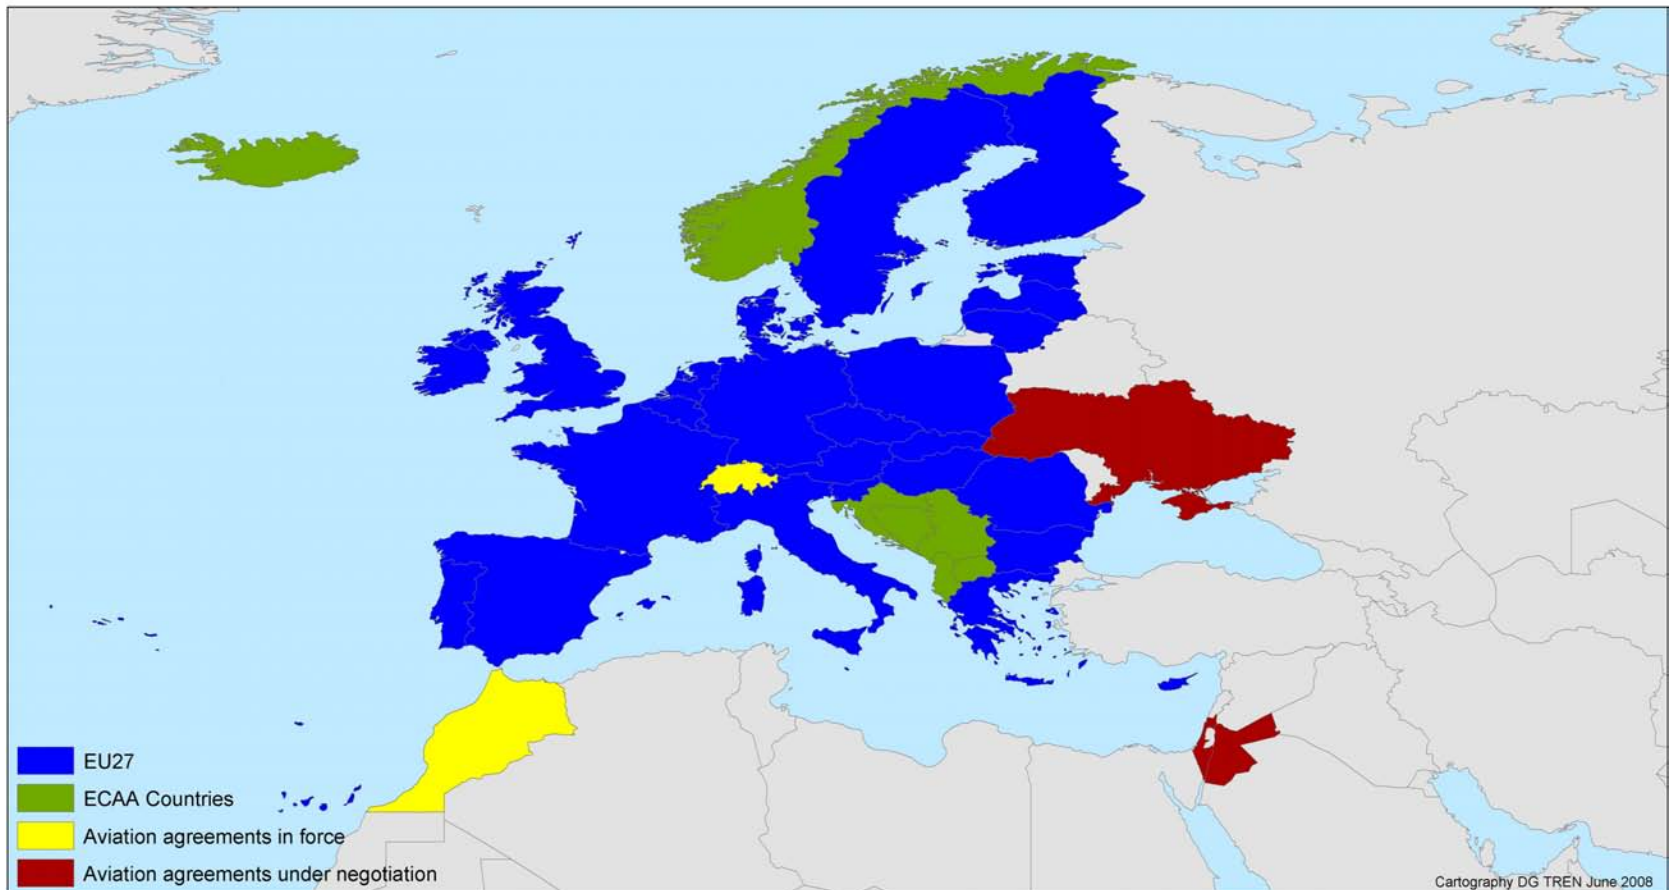 EU27
ECAA Countries
Aviation agreements in force
Aviation agreements under negotiation
Cartography DG TREN June 2008